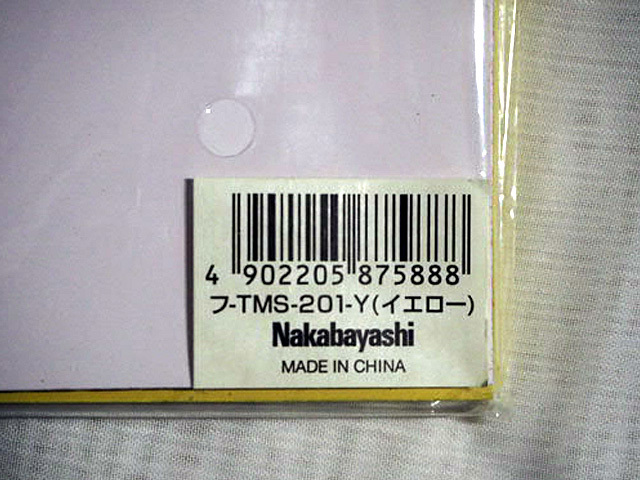 4 902205 875888
フ-TMS-201-Y(イエロー)
Nakabayashi
MADE IN CHINA